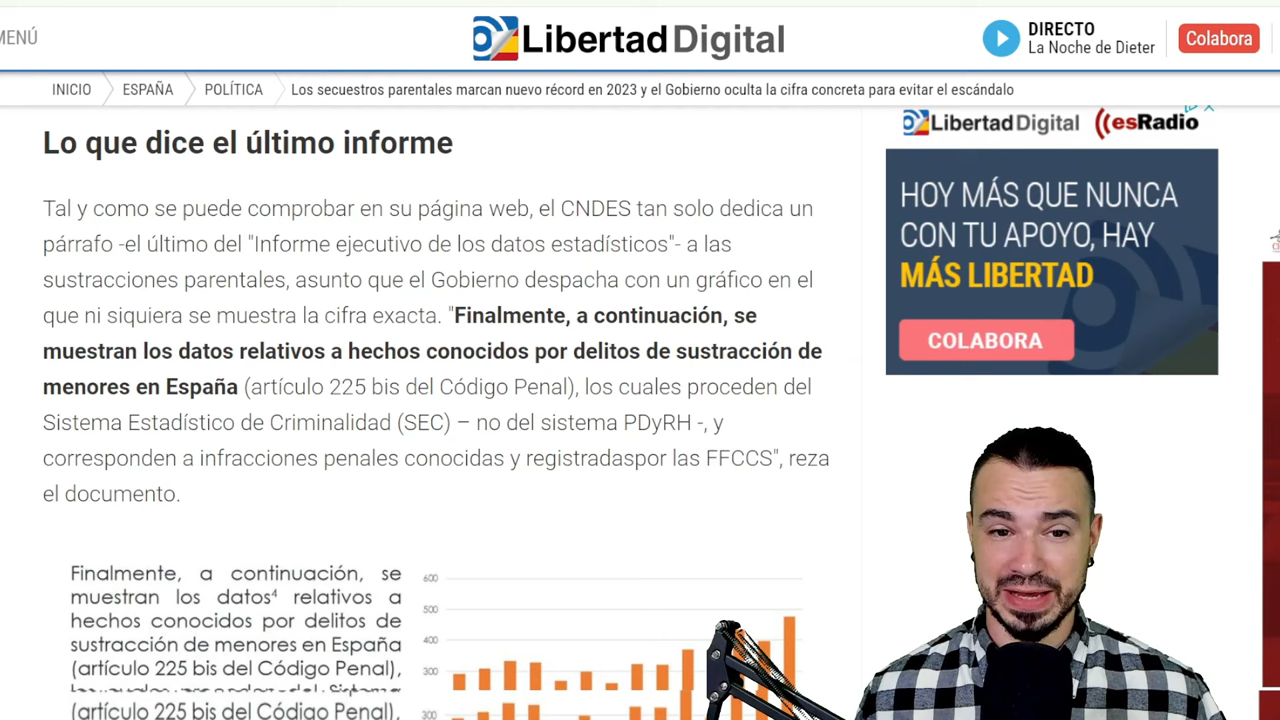 MENÚ
Libertad Digital
DIRECTO
La Noche de Dieter
Colabora
INICIO
ESPAÑA
POLÍTICA
Los secuestros parentales marcan nuevo récord en 2023 y el Gobierno oculta la cifra concreta para evitar el escándalo
Lo que dice el último informe
Tal y como se puede comprobar en su página web, el CNDES tan solo dedica un
párrafo -el último del "Informe ejecutivo de los datos estadísticos"- a las
sustracciones parentales, asunto que el Gobierno despacha con un gráfico en el
que ni siquiera se muestra la cifra exacta. "Finalmente, a continuación, se
muestran los datos relativos a hechos conocidos por delitos de sustracción de
menores en España (artículo 225 bis del Código Penal), los cuales proceden del
Sistema Estadístico de Criminalidad (SEC) – no del sistema PDyRH -, y
corresponden a infracciones penales conocidas y registradaspor las FFCCS", reza
el documento.
Libertad Digital esRadio
HOY MÁS QUE NUNCA
CON TU APOYO, HAY
MÁS LIBERTAD
COLABORA
Finalmente, a continuación, se
muestran los datos⁴ relativos a
hechos conocidos por delitos de
sustracción de menores en España
(artículo 225 bis del Código Penal),
(artículo 225 bis del Código Penal),
600
500
400
300
300